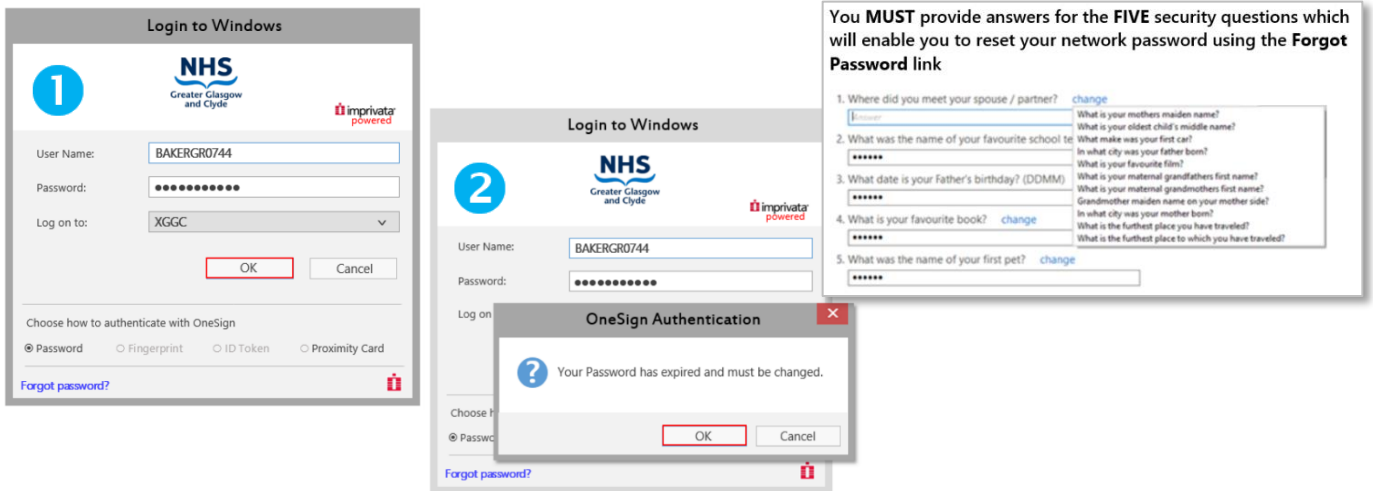 Login to Windows
1
NHS
Greater Glasgow
and Clyde
imprivata
powered
User Name:
BAKERGR0744
Password:
●●●●●●●●●●●
Log on to:
XGGC
OK
Cancel
Choose how to authenticate with OneSign
Password
Fingerprint
ID Token
Proximity Card
Forgot password?
Login to Windows
2
NHS
Greater Glasgow
and Clyde
imprivata
powered
User Name:
BAKERGR0744
Password:
●●●●●●●●●●●
Log on
OneSign Authentication
Your Password has expired and must be changed.
OK
Cancel
Choose h
Passwo
Forgot password?
You MUST provide answers for the FIVE security questions which
will enable you to reset your network password using the Forgot
Password link
1. Where did you meet your spouse / partner? change
Answer
2. What was the name of your favourite school te
●●●●●●
3. What date is your Father's birthday? (DDMM)
●●●●●●
4. What is your favourite book? change
●●●●●●
5. What was the name of your first pet? change
●●●●●●
What is your mothers maiden name?
What is your oldest child's middle name?
What make was your first car?
In what city was your father born?
What is your favourite film?
What is your maternal grandfathers first name?
What is your maternal grandmothers first name?
Grandmother maiden name on your mother side?
In what city was your mother born?
What is the furthest place you have traveled?
What is the furthest place to which you have traveled?